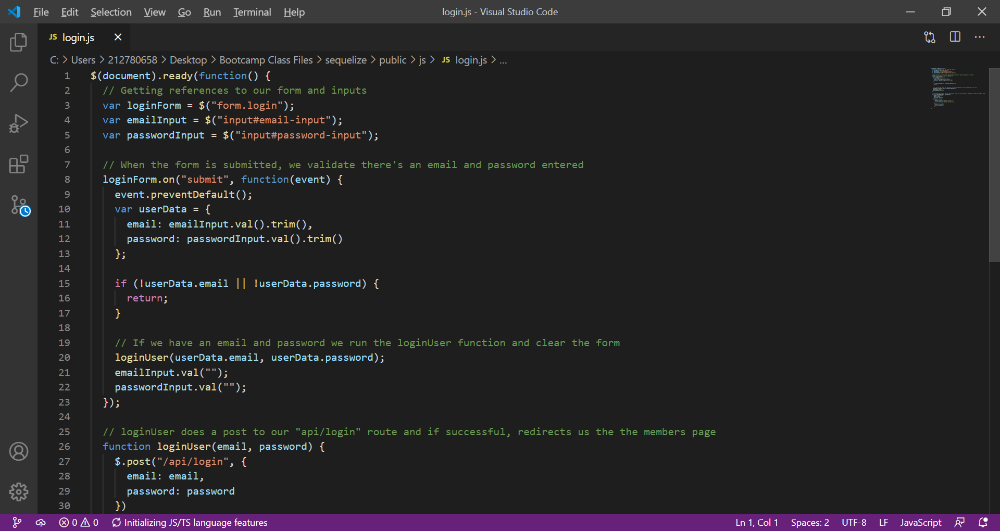 File Edit Selection View Go Run Terminal Help login.js - Visual Studio Code
JS login.js
C: > Users > 212780658 > Desktop > Bootcamp Class Files > sequelize > public > js > JS login.js > ...
1 $(document).ready(function() {
2   // Getting references to our form and inputs
3   var loginForm = $("form.login");
4   var emailInput = $("input#email-input");
5   var passwordInput = $("input#password-input");
6
7   // When the form is submitted, we validate there's an email and password entered
8   loginForm.on("submit", function(event) {
9     event.preventDefault();
10     var userData = {
11       email: emailInput.val().trim(),
12       password: passwordInput.val().trim()
13     };
14
15     if (!userData.email || !userData.password) {
16       return;
17     }
18
19     // If we have an email and password we run the loginUser function and clear the form
20     loginUser(userData.email, userData.password);
21     emailInput.val("");
22     passwordInput.val("");
23   });
24
25   // loginUser does a post to our "api/login" route and if successful, redirects us the the members page
26   function loginUser(email, password) {
27     $.post("/api/login", {
28       email: email,
29       password: password
30     })
0 0 Initializing JS/TS language features Ln 1, Col 1 Spaces: 2 UTF-8 LF JavaScript